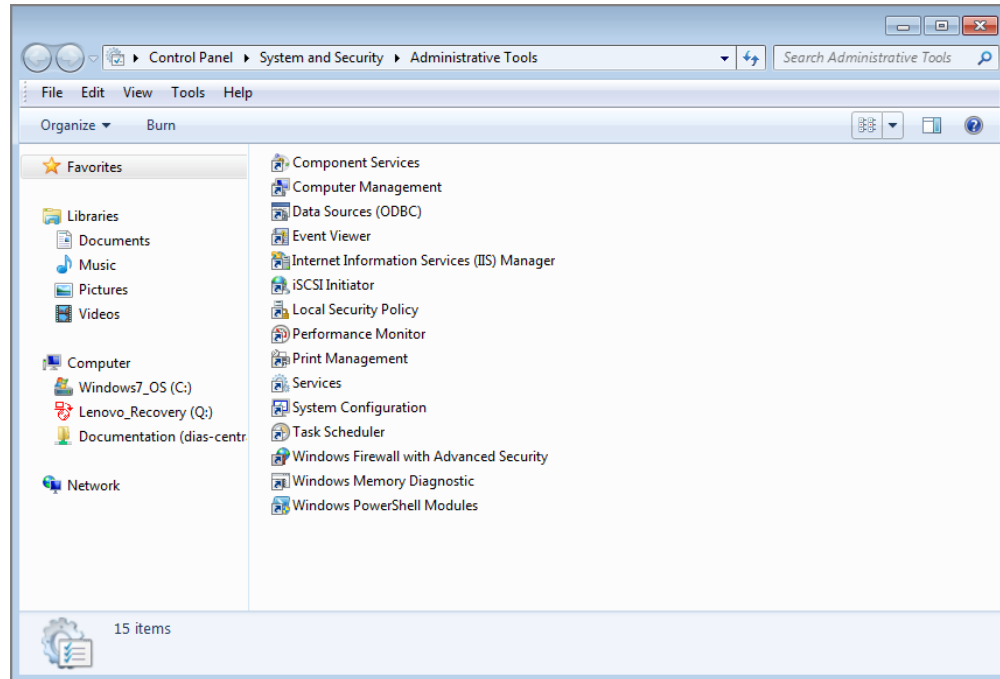 Control Panel System and Security Administrative Tools
Search Administrative Tools
File Edit View Tools Help
Organize Burn
Favorites
Libraries
Documents
Music
Pictures
Videos
Computer
Windows7_OS (C:)
Lenovo_Recovery (Q:)
Documentation (dias-centr
Network
Component Services
Computer Management
Data Sources (ODBC)
Event Viewer
Internet Information Services (IIS) Manager
iSCSI Initiator
Local Security Policy
Performance Monitor
Print Management
Services
System Configuration
Task Scheduler
Windows Firewall with Advanced Security
Windows Memory Diagnostic
Windows PowerShell Modules
15 items